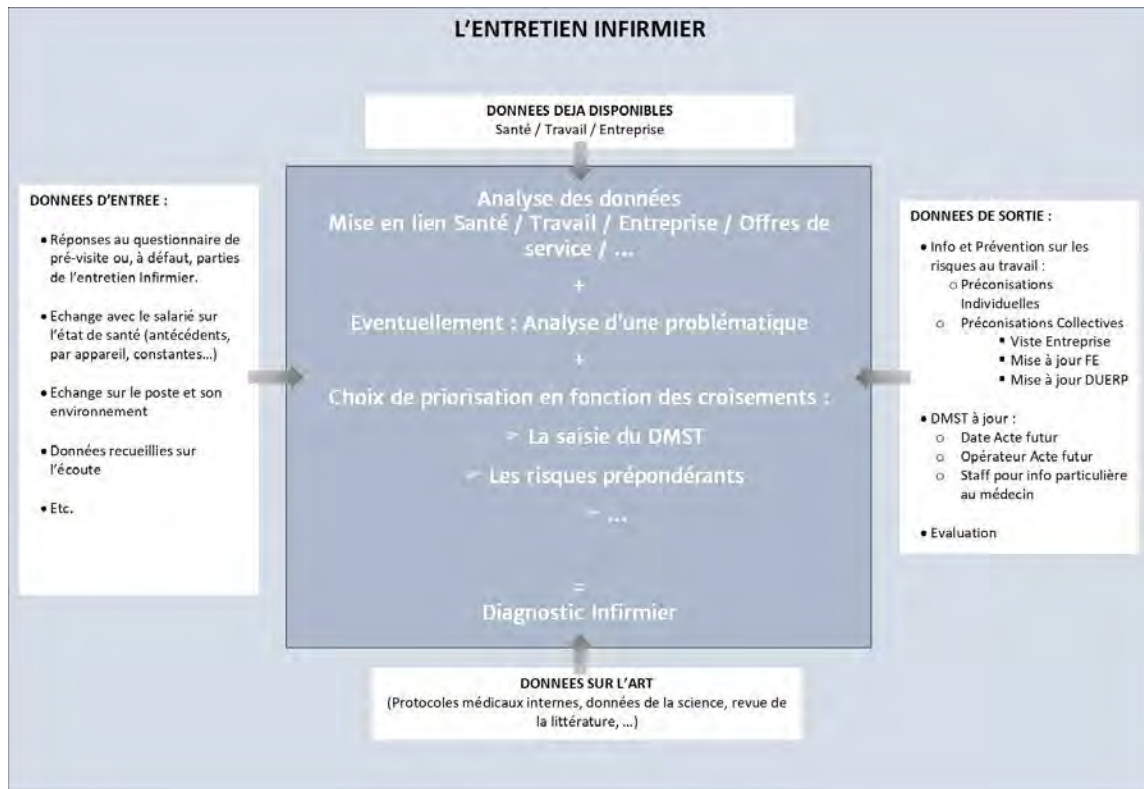 L'ENTRETIEN INFIRMIER
DONNEES DEJA DISPONIBLES
Santé / Travail / Entreprise
DONNEES D'ENTREE :
• Réponses au questionnaire de
pré-visite ou, à défaut, parties
de l'entretien Infirmier.
• Echange avec le salarié sur
l'état de santé (antécédents,
par appareil, constantes...)
• Echange sur le poste et son
environnement
• Données recueillies sur
l'écoute
• Etc.
Analyse des données
Mise en lien Santé / Travail / Entreprise / Offres de
service / ...
+
Eventuellement : Analyse d'une problématique
+
Choix de priorisation en fonction des croisements :
➢ La saisie du DMST
➢ Les risques prépondérants
➢ ...
=
Diagnostic Infirmier
DONNEES DE SORTIE :
• Info et Prévention sur les
risques au travail :
o Préconisations
Individuelles
o Préconisations Collectives
▪ Viste Entreprise
▪ Mise à jour FE
▪ Mise à jour DUERP
• DMST à jour :
o Date Acte futur
o Opérateur Acte futur
o Staff pour info particulière
au médecin
• Evaluation
DONNEES SUR L'ART
(Protocoles médicaux internes, données de la science, revue de
la littérature, ...)